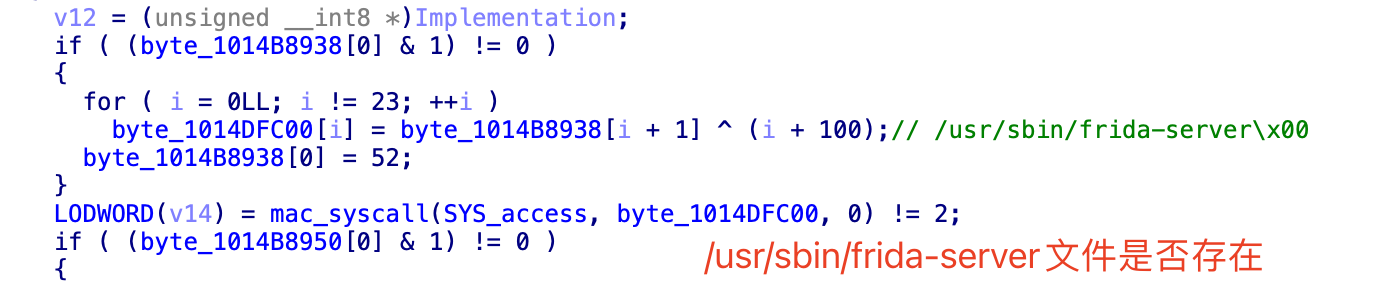 v12 = (unsigned __int8 *)Implementation;
if ( (byte_1014B8938[0] & 1) != 0 )
{
for ( i = 0LL; i != 23; ++i )
byte_1014DFC00[i] = byte_1014B8938[i + 1] ^ (i + 100);// /usr/sbin/frida-server\x00
byte_1014B8938[0] = 52;
}
LODWORD(v14) = mac_syscall(SYS_access, byte_1014DFC00, 0) != 2;
if ( (byte_1014B8950[0] & 1) != 0 )
/usr/sbin/frida-server文件是否存在
{